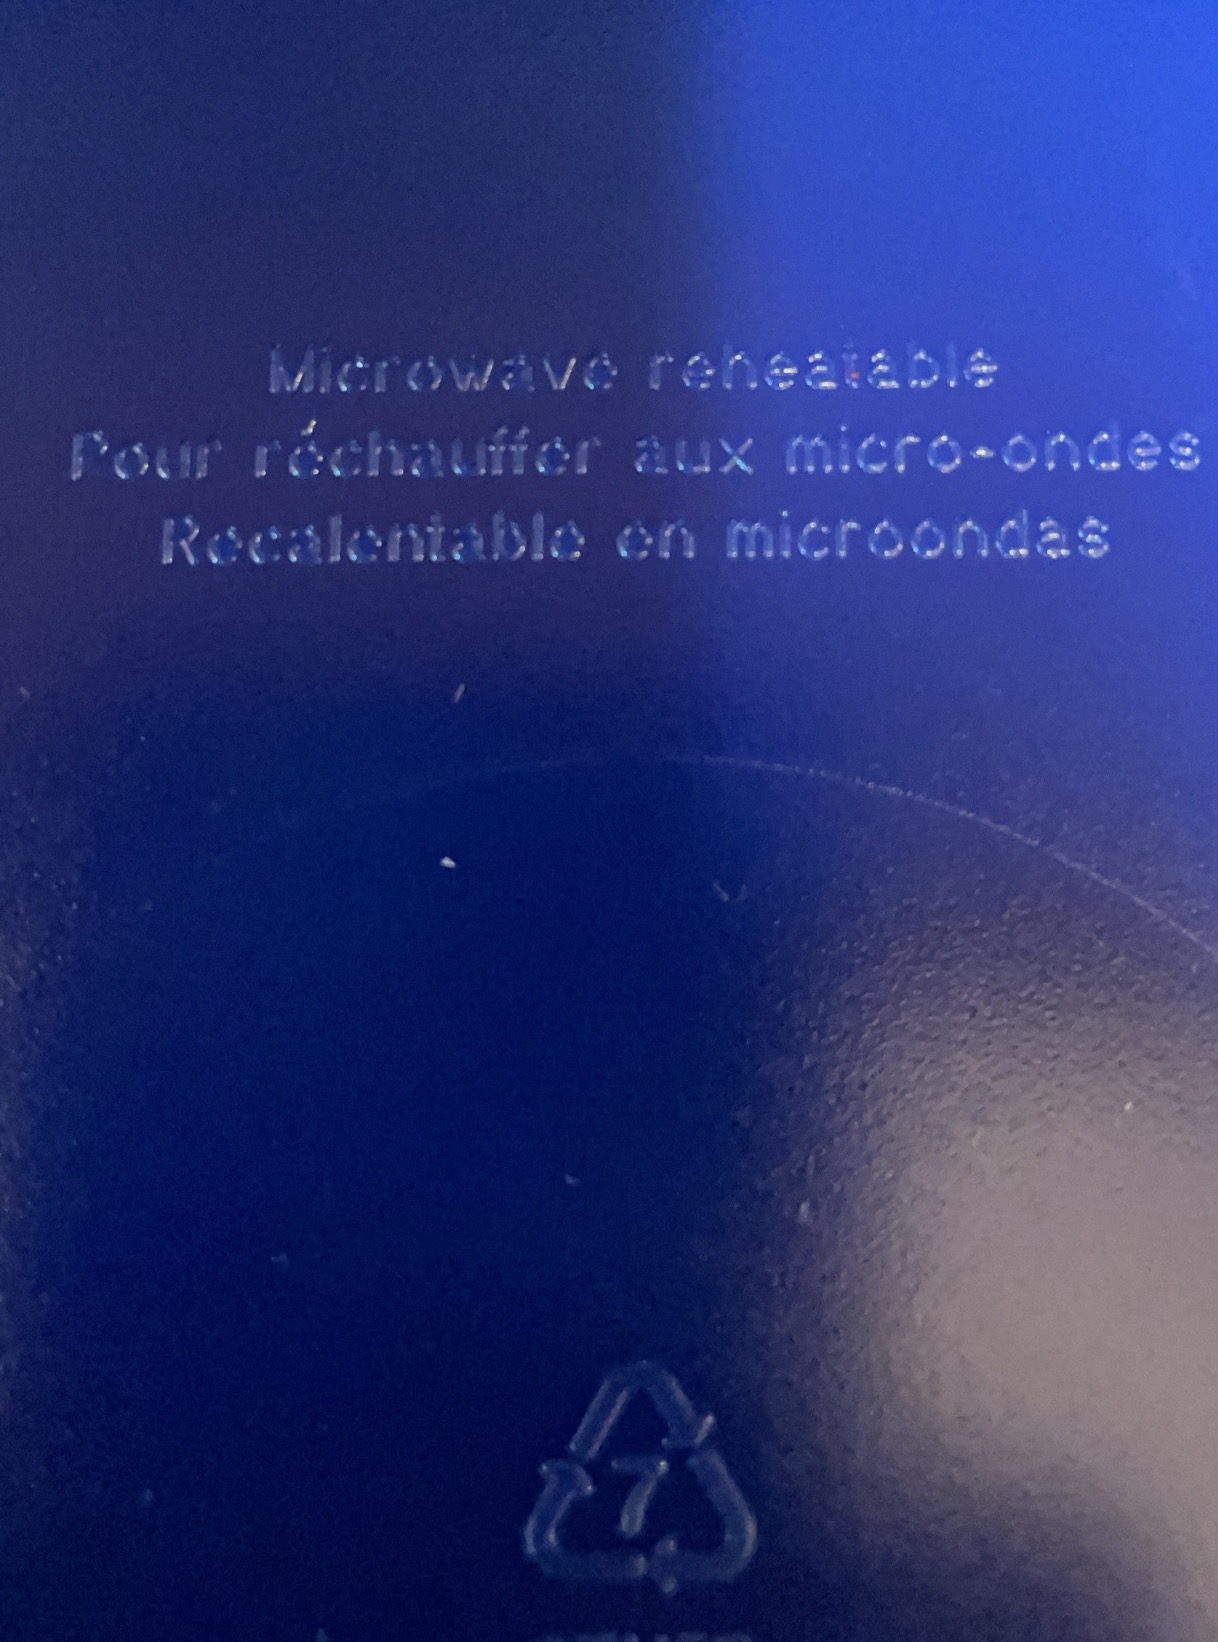 Microwave reheatable
Pour réchauffer aux micro-ondes
Recalentable en microondas
7